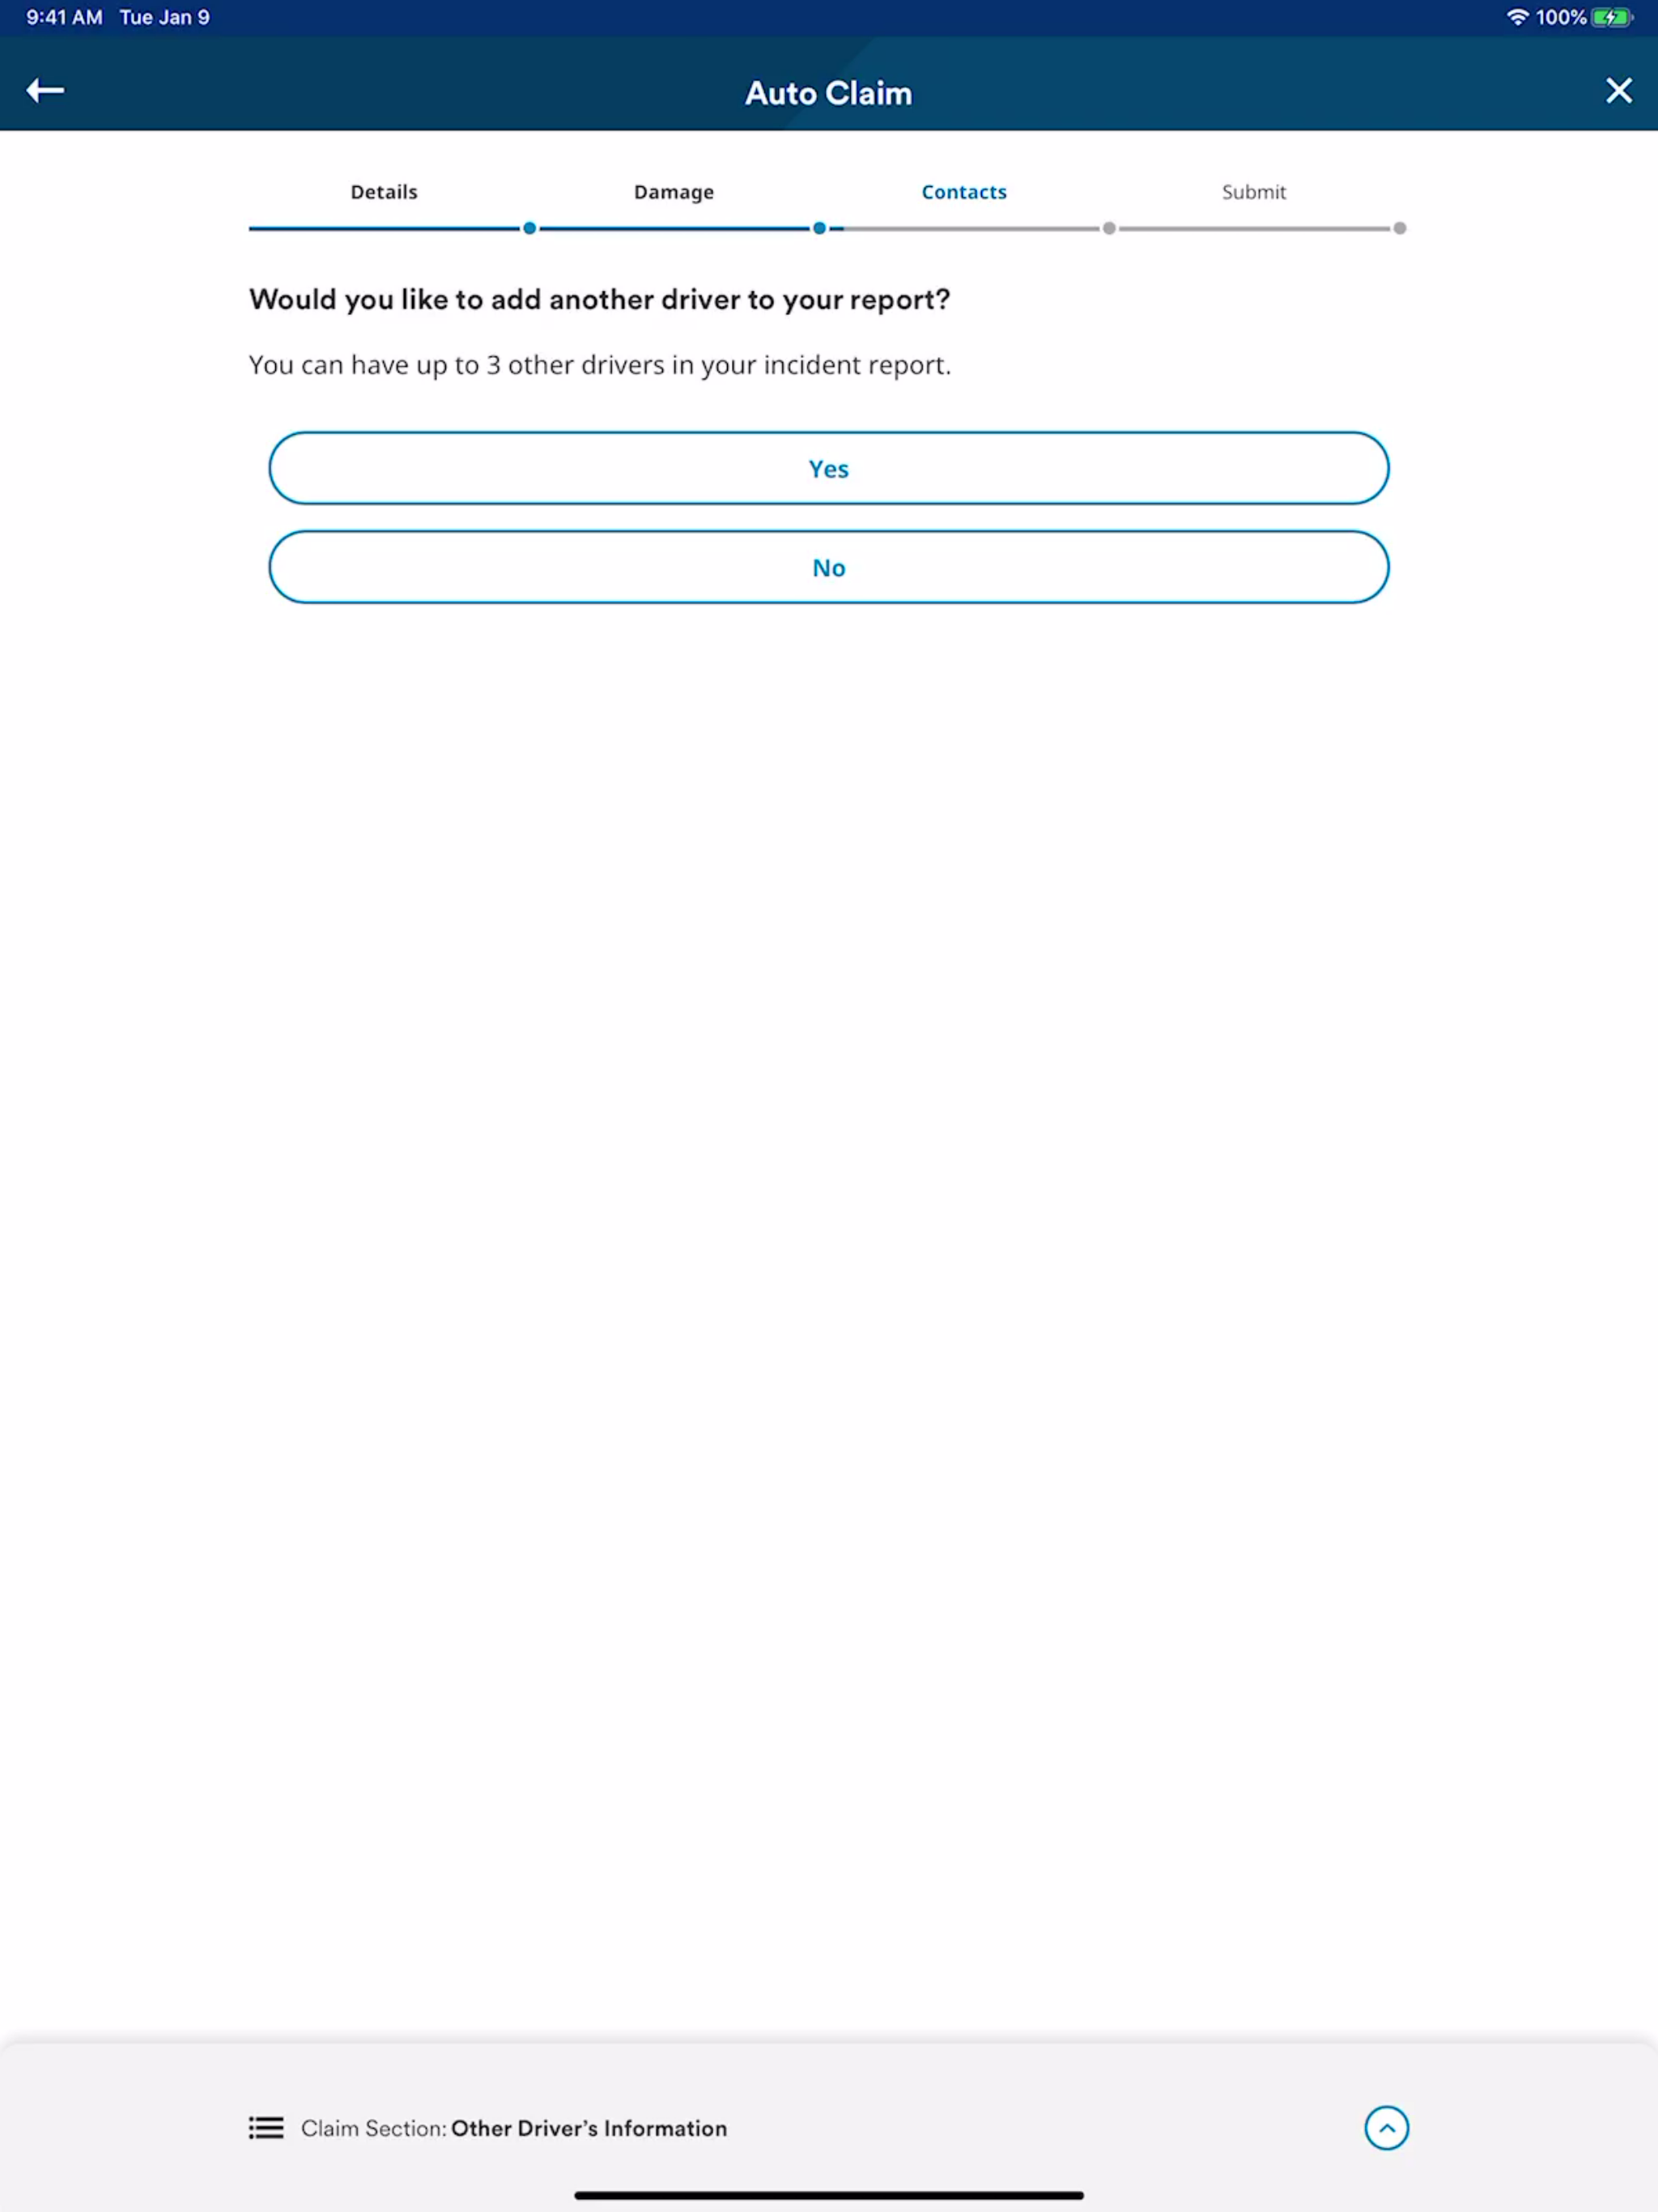 9:41 AM Tue Jan 9 100%
Auto Claim
Details Damage Contacts Submit
Would you like to add another driver to your report?
You can have up to 3 other drivers in your incident report.
Yes
No
Claim Section: Other Driver’s Information